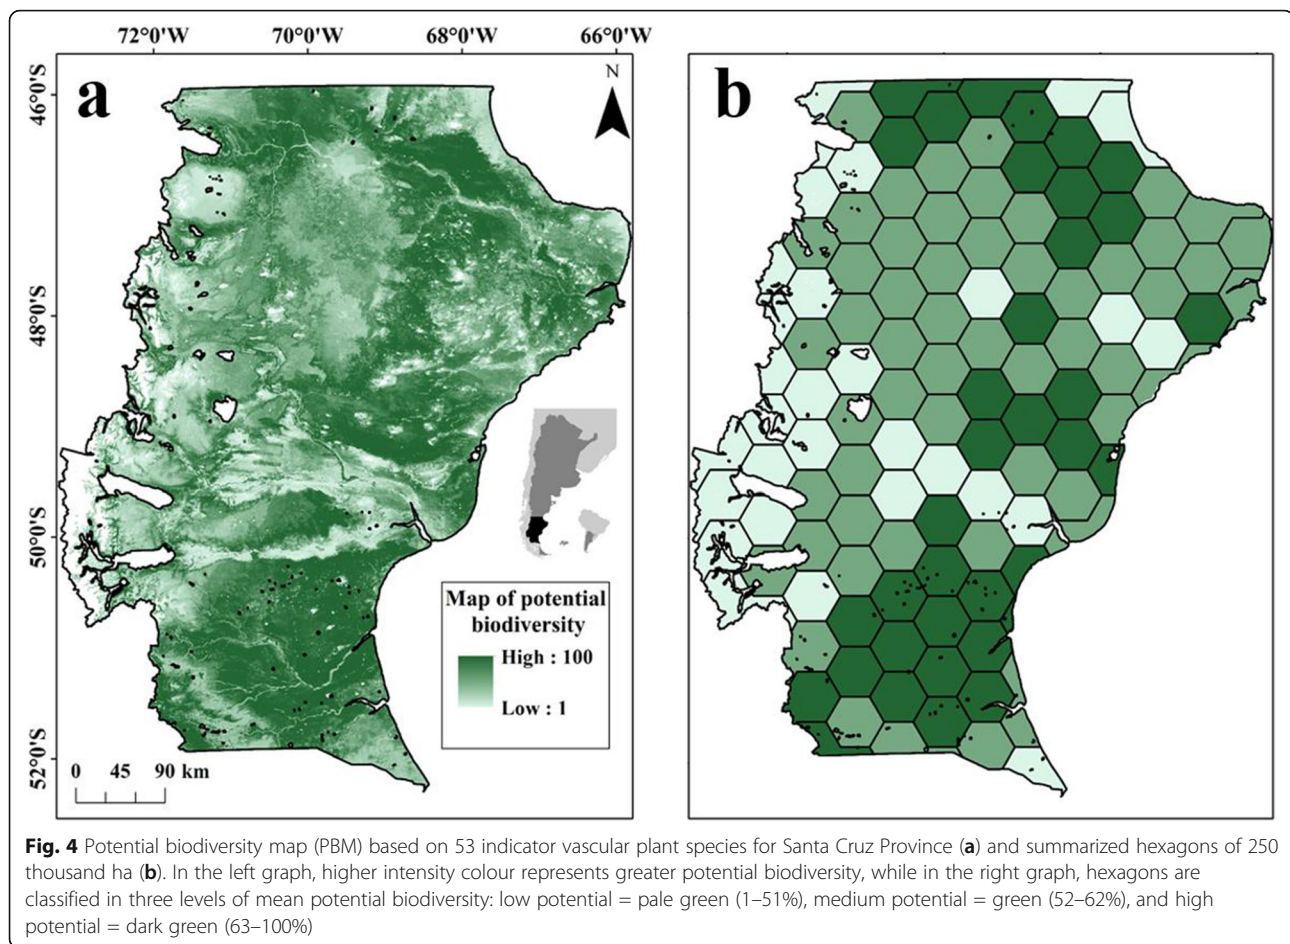 72°0'W 70°0'W 68°0'W 66°0'W
46°0'S
48°0'S
50°0'S
52°0'S
a
N
b
Map of potential
biodiversity
High : 100
Low : 1
0 45 90 km
Fig. 4 Potential biodiversity map (PBM) based on 53 indicator vascular plant species for Santa Cruz Province (a) and summarized hexagons of 250
thousand ha (b). In the left graph, higher intensity colour represents greater potential biodiversity, while in the right graph, hexagons are
classified in three levels of mean potential biodiversity: low potential = pale green (1–51%), medium potential = green (52–62%), and high
potential = dark green (63–100%)